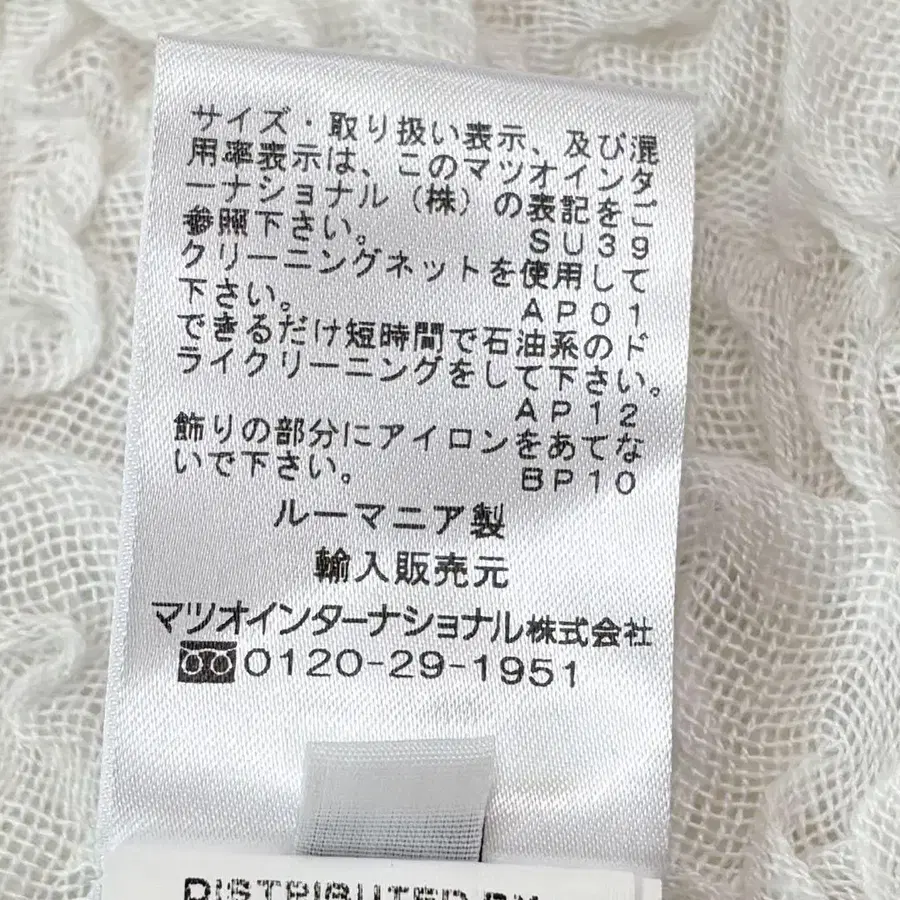 サイズ・取り扱い表示、及び混
用率表示は、このマツオインタ
ーナショナル（株）の表記をご
参照下さい。 SU39
クリーニングネットを使用して
下さい。 AP01
できるだけ短時間で石油系のド
ライクリーニングをして下さい。
AP12
飾りの部分にアイロンをあてな
いで下さい。 BP10
ルーマニア製
輸入販売元
マツオインターナショナル株式会社
0120-29-1951
DISTRIBUTED BY